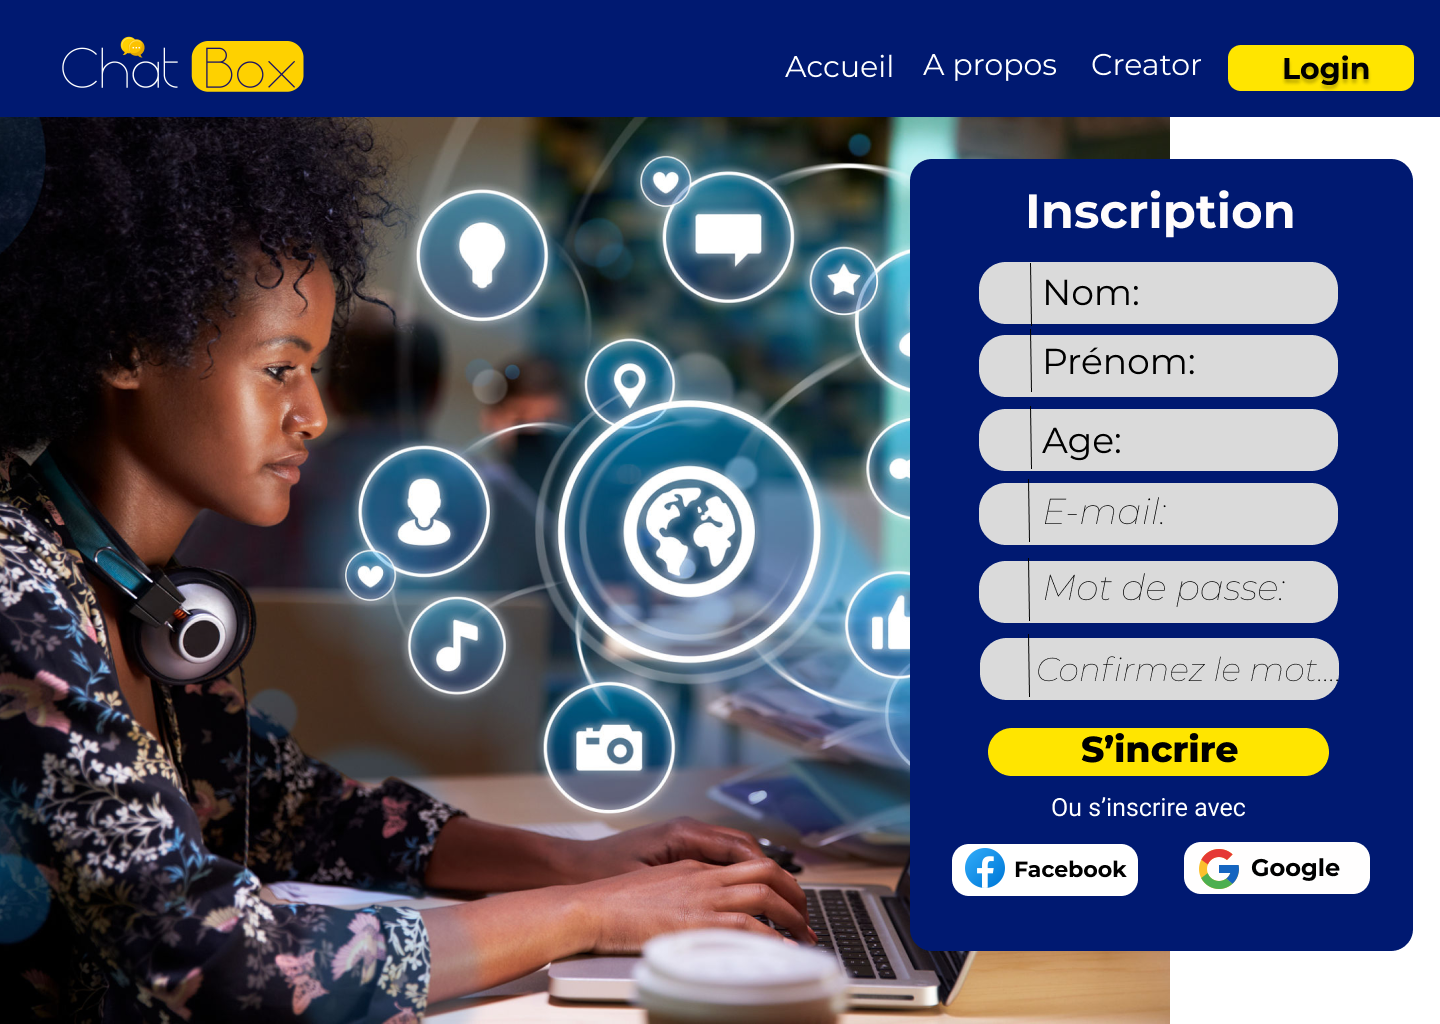 Chat Box
Accueil
A propos
Creator
Login
Inscription
Nom:
Prénom:
Age:
E-mail:
Mot de passe:
Confirmez le mot....
S’incrire
Ou s’inscrire avec
Facebook
Google